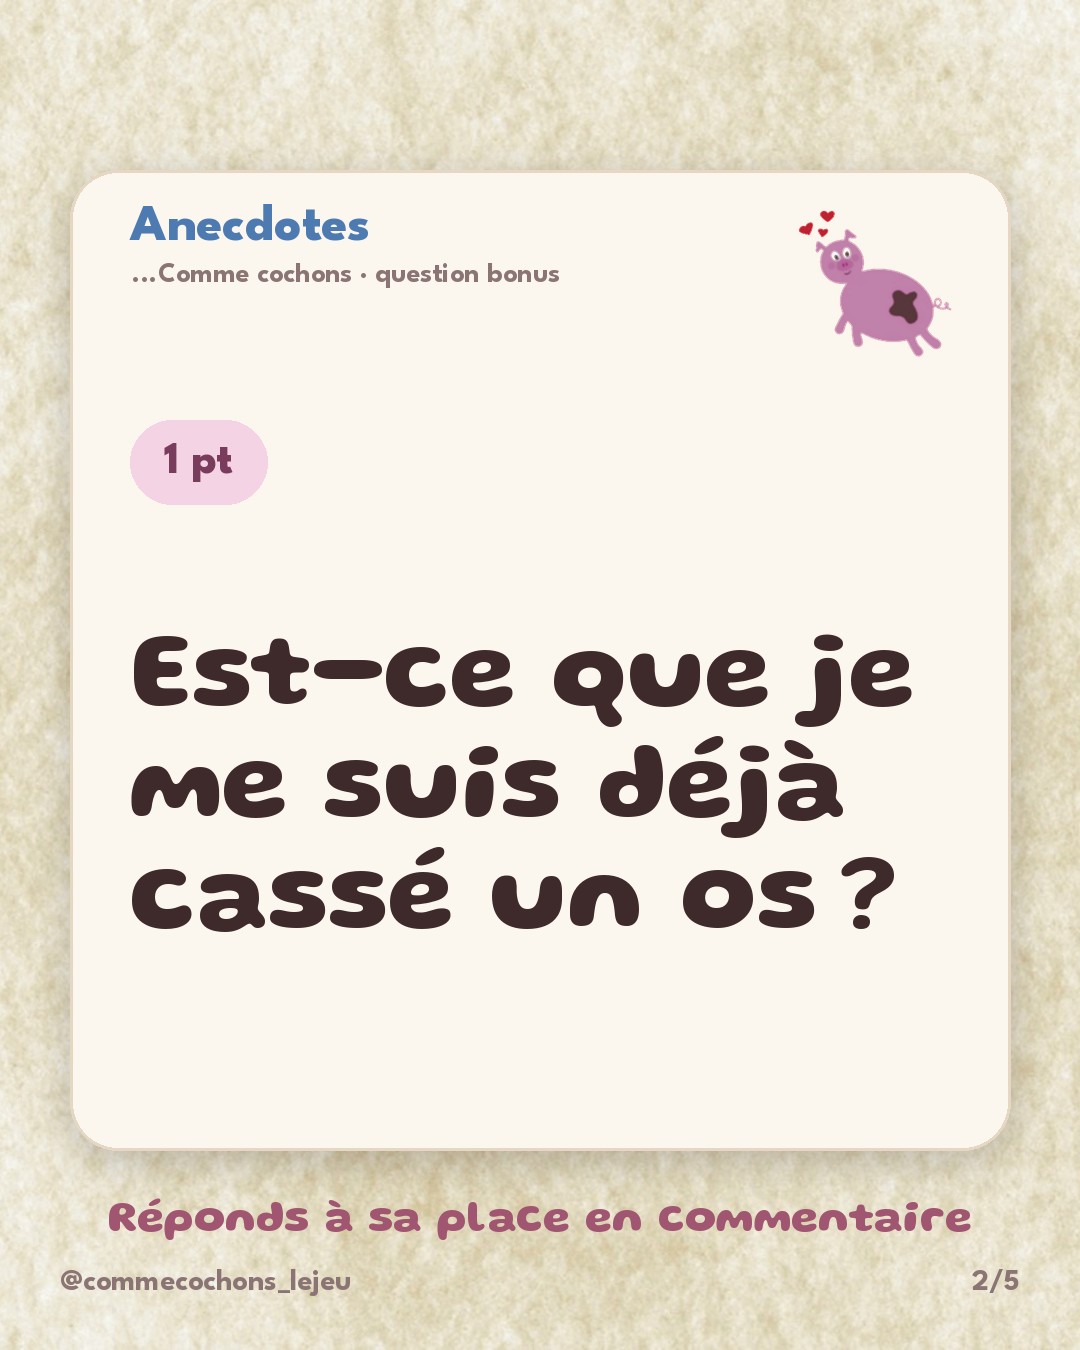 Anecdotes
...Comme cochons · question bonus
1 pt
Est-ce que je
me suis déjà
cassé un os ?
Réponds à sa place en commentaire
@commecochons_lejeu
2/5